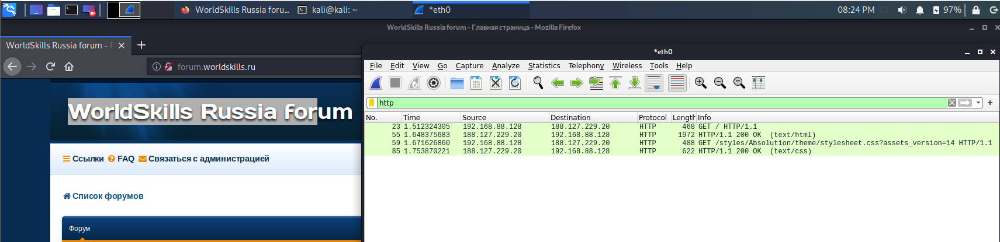 WorldSkills Russia foru... kali@kali: ~ *eth0 08:24 PM 97%
WorldSkills Russia forum - Главная страница - Mozilla Firefox
WorldSkills Russia forum - Г
*eth0
forum.worldskills.ru
File Edit View Go Capture Analyze Statistics Telephony Wireless Tools Help
http
WorldSkills Russia forum
No. Time Source Destination Protocol Length Info
23 1.512324305 192.168.88.128 188.127.229.20 HTTP 468 GET / HTTP/1.1
55 1.648375683 188.127.229.20 192.168.88.128 HTTP 1972 HTTP/1.1 200 OK (text/html)
59 1.671626860 192.168.88.128 188.127.229.20 HTTP 488 GET /styles/Absolution/theme/stylesheet.css?assets_version=14 HTTP/1.1
85 1.753870221 188.127.229.20 192.168.88.128 HTTP 622 HTTP/1.1 200 OK (text/css)
Ссылки FAQ Связаться с администрацией
Список форумов
Форум